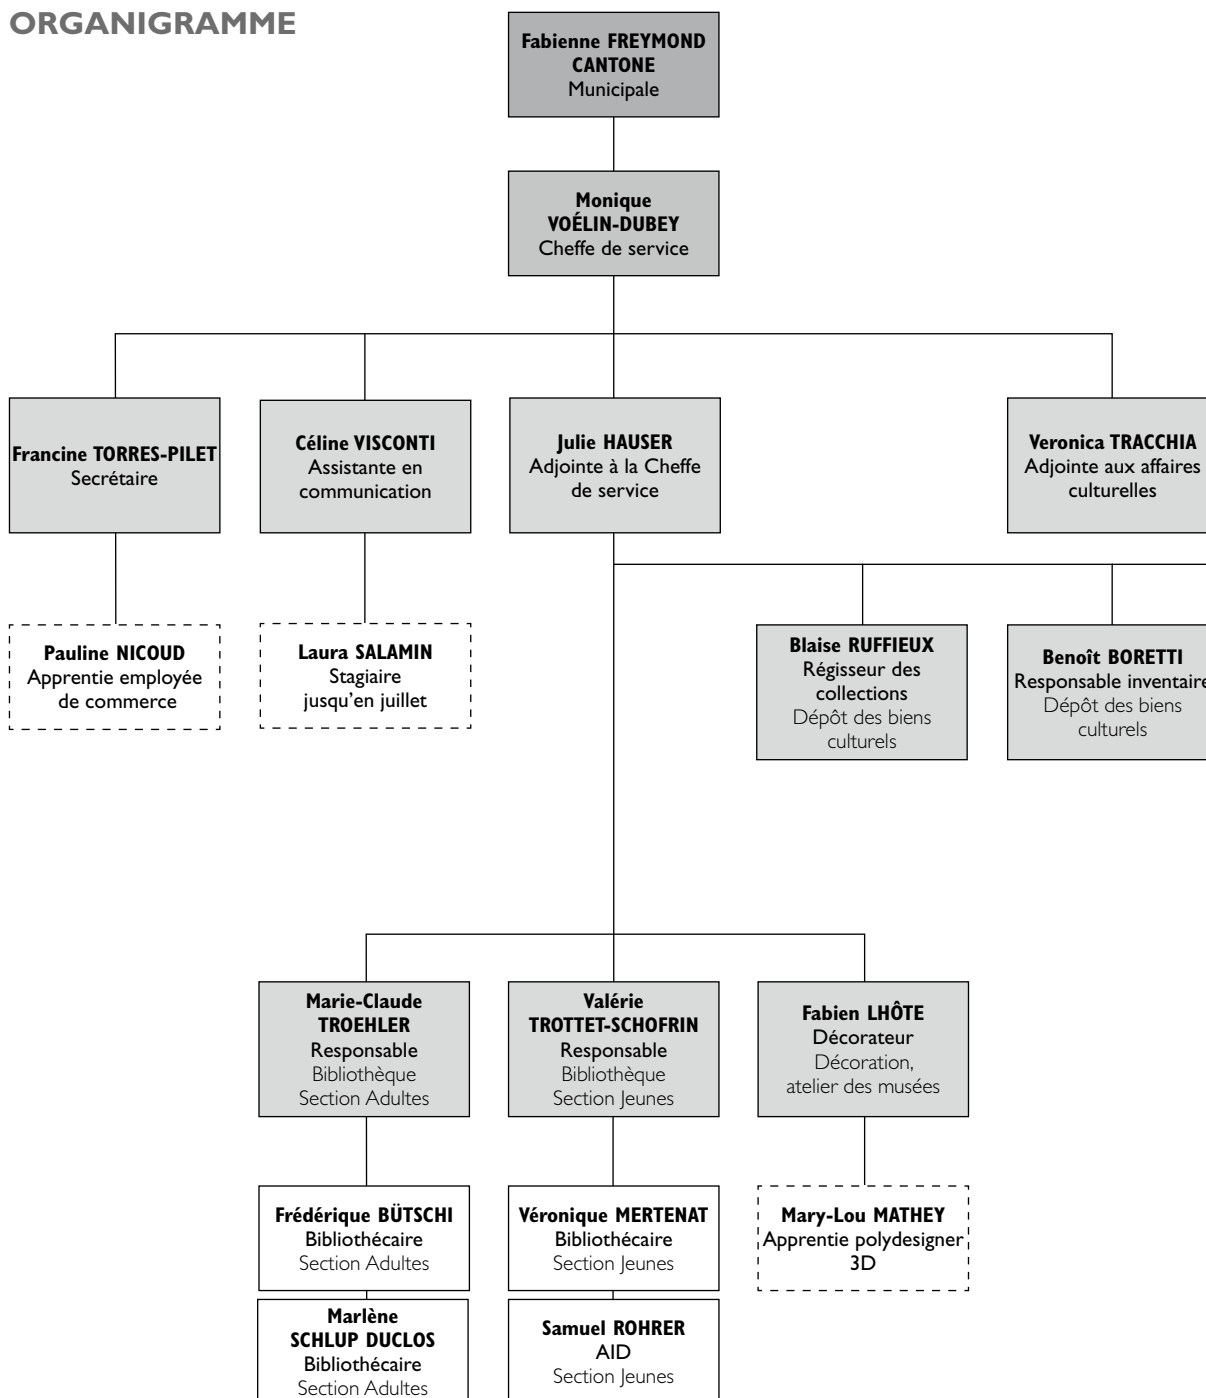 ORGANIGRAMME
Fabienne FREYMOND
CANTONE
Municipale
Monique
VOÉLIN-DUBEY
Cheffe de service
Francine TORRES-PILET
Secrétaire
Céline VISCONTI
Assistante en
communication
Julie HAUSER
Adjointe à la Cheffe
de service
Veronica TRACCHIA
Adjointe aux affaires
culturelles
Pauline NICOUD
Apprentie employée
de commerce
Laura SALAMIN
Stagiaire
jusqu'en juillet
Blaise RUFFIEUX
Régisseur des
collections
Dépôt des biens
culturels
Benoît BORETTI
Responsable inventaire
Dépôt des biens
culturels
Marie-Claude
TROEHLER
Responsable
Bibliothèque
Section Adultes
Valérie
TROTTET-SCHOFRIN
Responsable
Bibliothèque
Section Jeunes
Fabien LHÔTE
Décorateur
Décoration,
atelier des musées
Frédérique BÜTSCHI
Bibliothécaire
Section Adultes
Véronique MERTENAT
Bibliothécaire
Section Jeunes
Mary-Lou MATHEY
Apprentie polydesigner
3D
Marlène
SCHLUP DUCLOS
Bibliothécaire
Section Adultes
Samuel ROHRER
AID
Section Jeunes